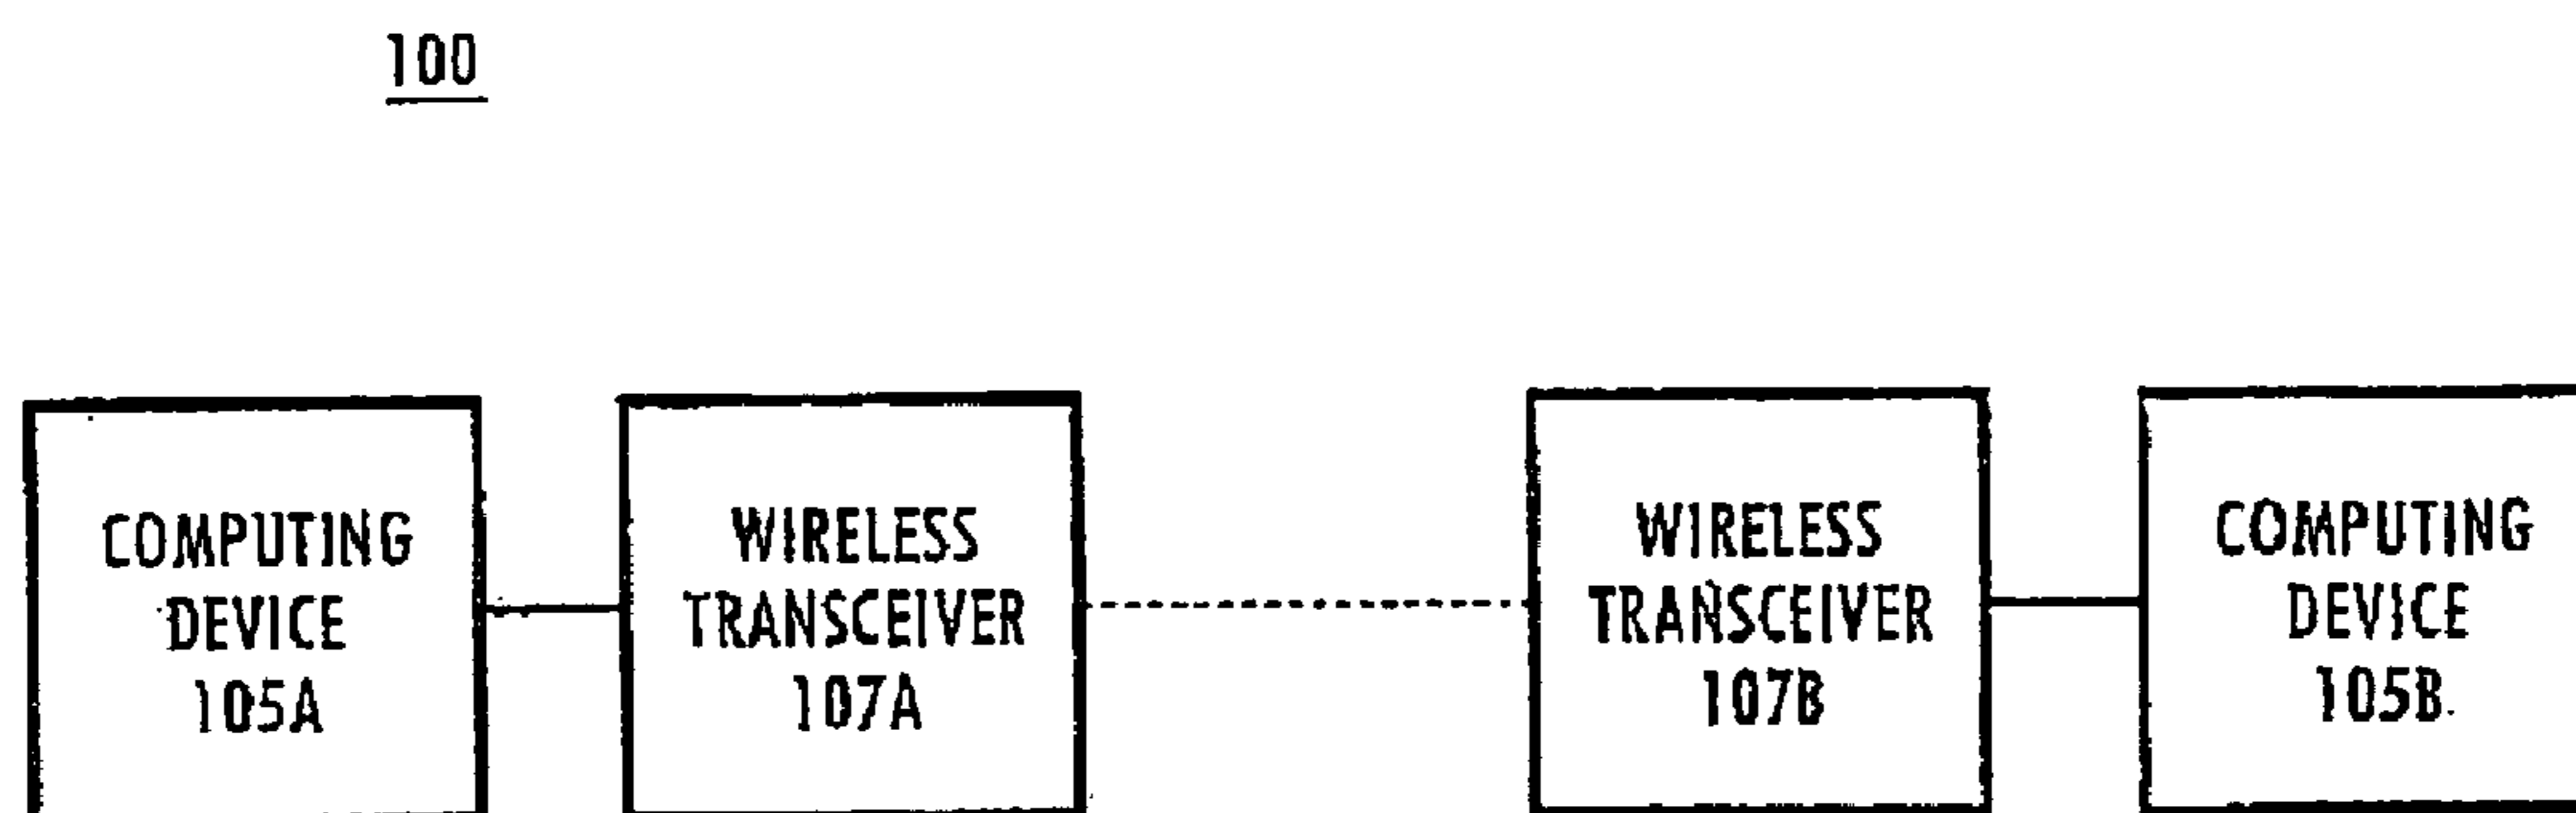 100
COMPUTING
DEVICE
105A
WIRELESS
TRANSCEIVER
107A
WIRELESS
TRANSCEIVER
107B
COMPUTING
DEVICE
105B